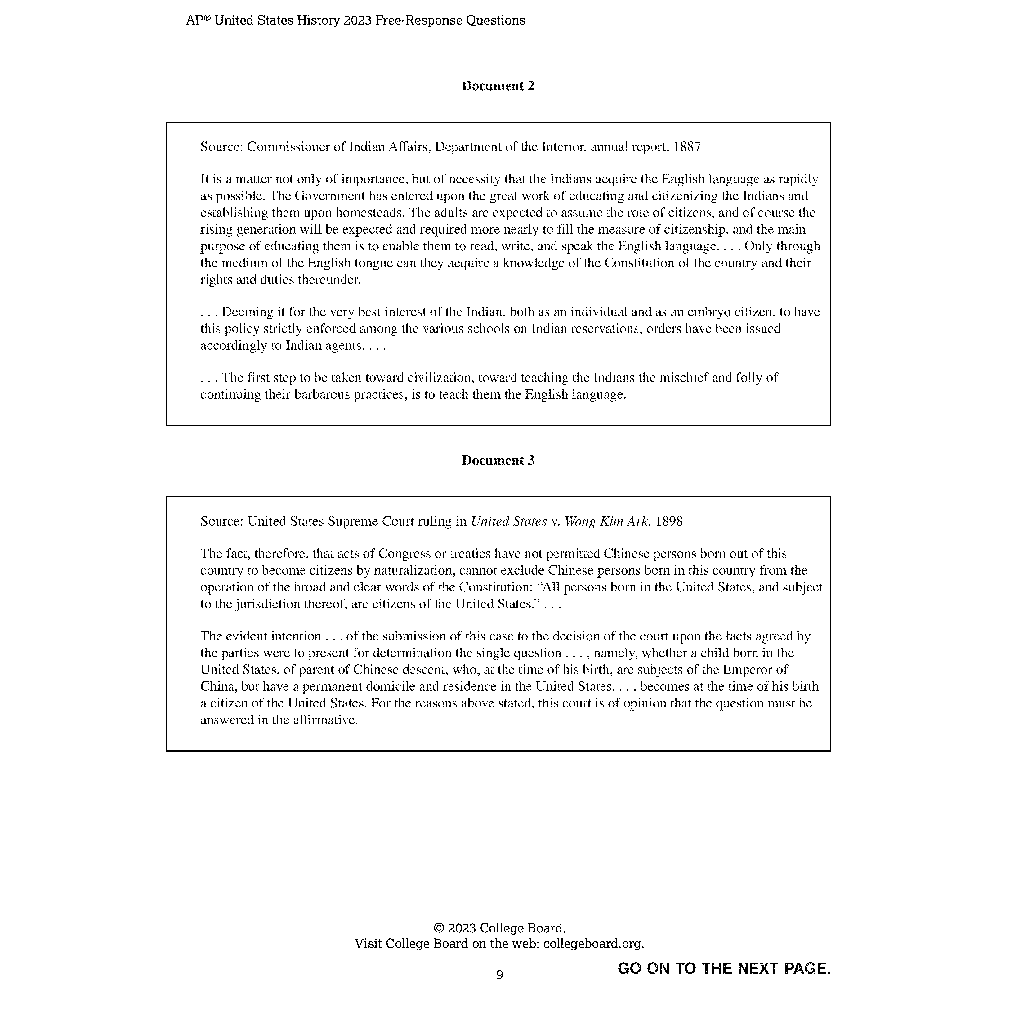 AP® United States History 2023 Free-Response Questions
Document 2
Source: Commissioner of Indian Affairs, Department of the Interior, annual report, 1887
It is a matter not only of importance, but of necessity that the Indians acquire the English language as rapidly
as possible. The Government has entered upon the great work of educating and citizenizing the Indians and
establishing them upon homesteads. The adults are expected to assume the role of citizens, and of course the
rising generation will be expected and required more nearly to fill the measure of citizenship, and the main
purpose of educating them is to enable them to read, write, and speak the English language. . . . Only through
the medium of the English tongue can they acquire a knowledge of the Constitution of the country and their
rights and duties thereunder.
. . . Deeming it for the very best interest of the Indian, both as an individual and as an embryo citizen, to have
this policy strictly enforced among the various schools on Indian reservations, orders have been issued
accordingly to Indian agents. . . .
. . . The first step to be taken toward civilization, toward teaching the Indians the mischief and folly of
continuing their barbarous practices, is to teach them the English language.
Document 3
Source: United States Supreme Court ruling in United States v. Wong Kim Ark, 1898
The fact, therefore, that acts of Congress or treaties have not permitted Chinese persons born out of this
country to become citizens by naturalization, cannot exclude Chinese persons born in this country from the
operation of the broad and clear words of the Constitution: “All persons born in the United States, and subject
to the jurisdiction thereof, are citizens of the United States.” . . .
The evident intention . . . of the submission of this case to the decision of the court upon the facts agreed by
the parties were to present for determination the single question . . . , namely, whether a child born in the
United States, of parent of Chinese descent, who, at the time of his birth, are subjects of the Emperor of
China, but have a permanent domicile and residence in the United States. . . . becomes at the time of his birth
a citizen of the United States. For the reasons above stated, this court is of opinion that the question must be
answered in the affirmative.
© 2023 College Board.
Visit College Board on the web: collegeboard.org.
GO ON TO THE NEXT PAGE.
9